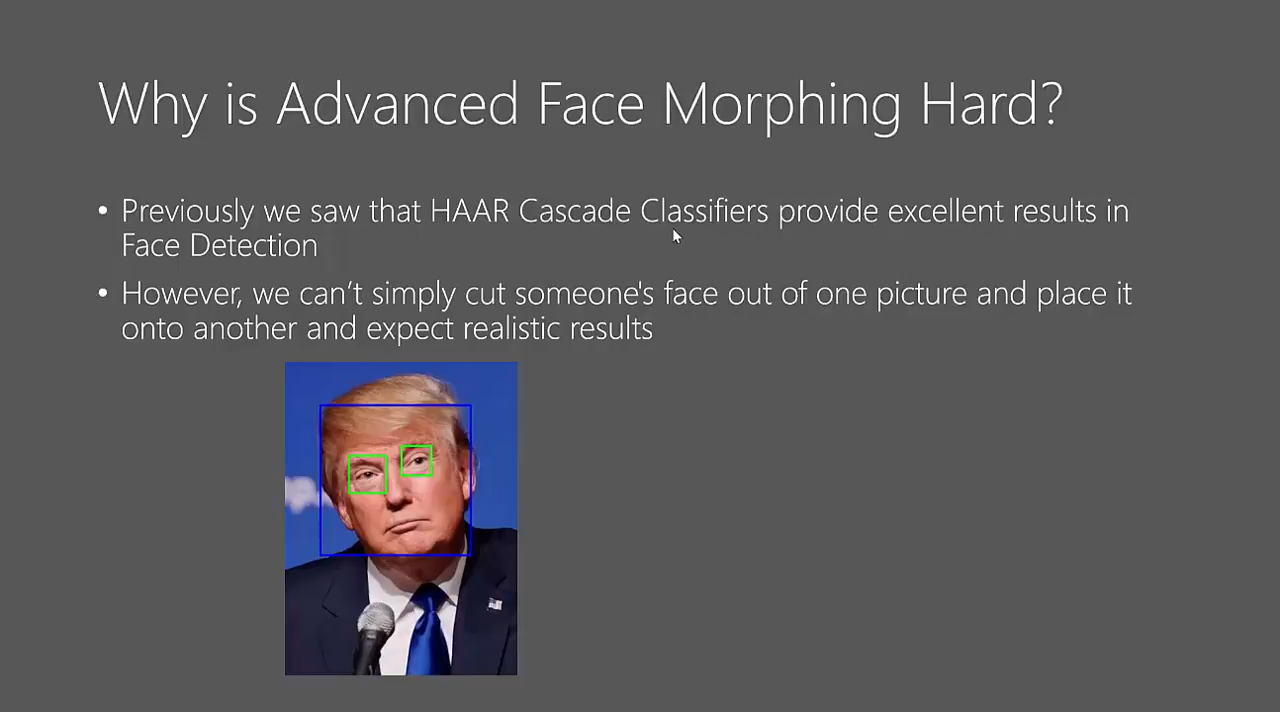 Why is Advanced Face Morphing Hard?
• Previously we saw that HAAR Cascade Classifiers provide excellent results in
Face Detection
• However, we can’t simply cut someone's face out of one picture and place it
onto another and expect realistic results